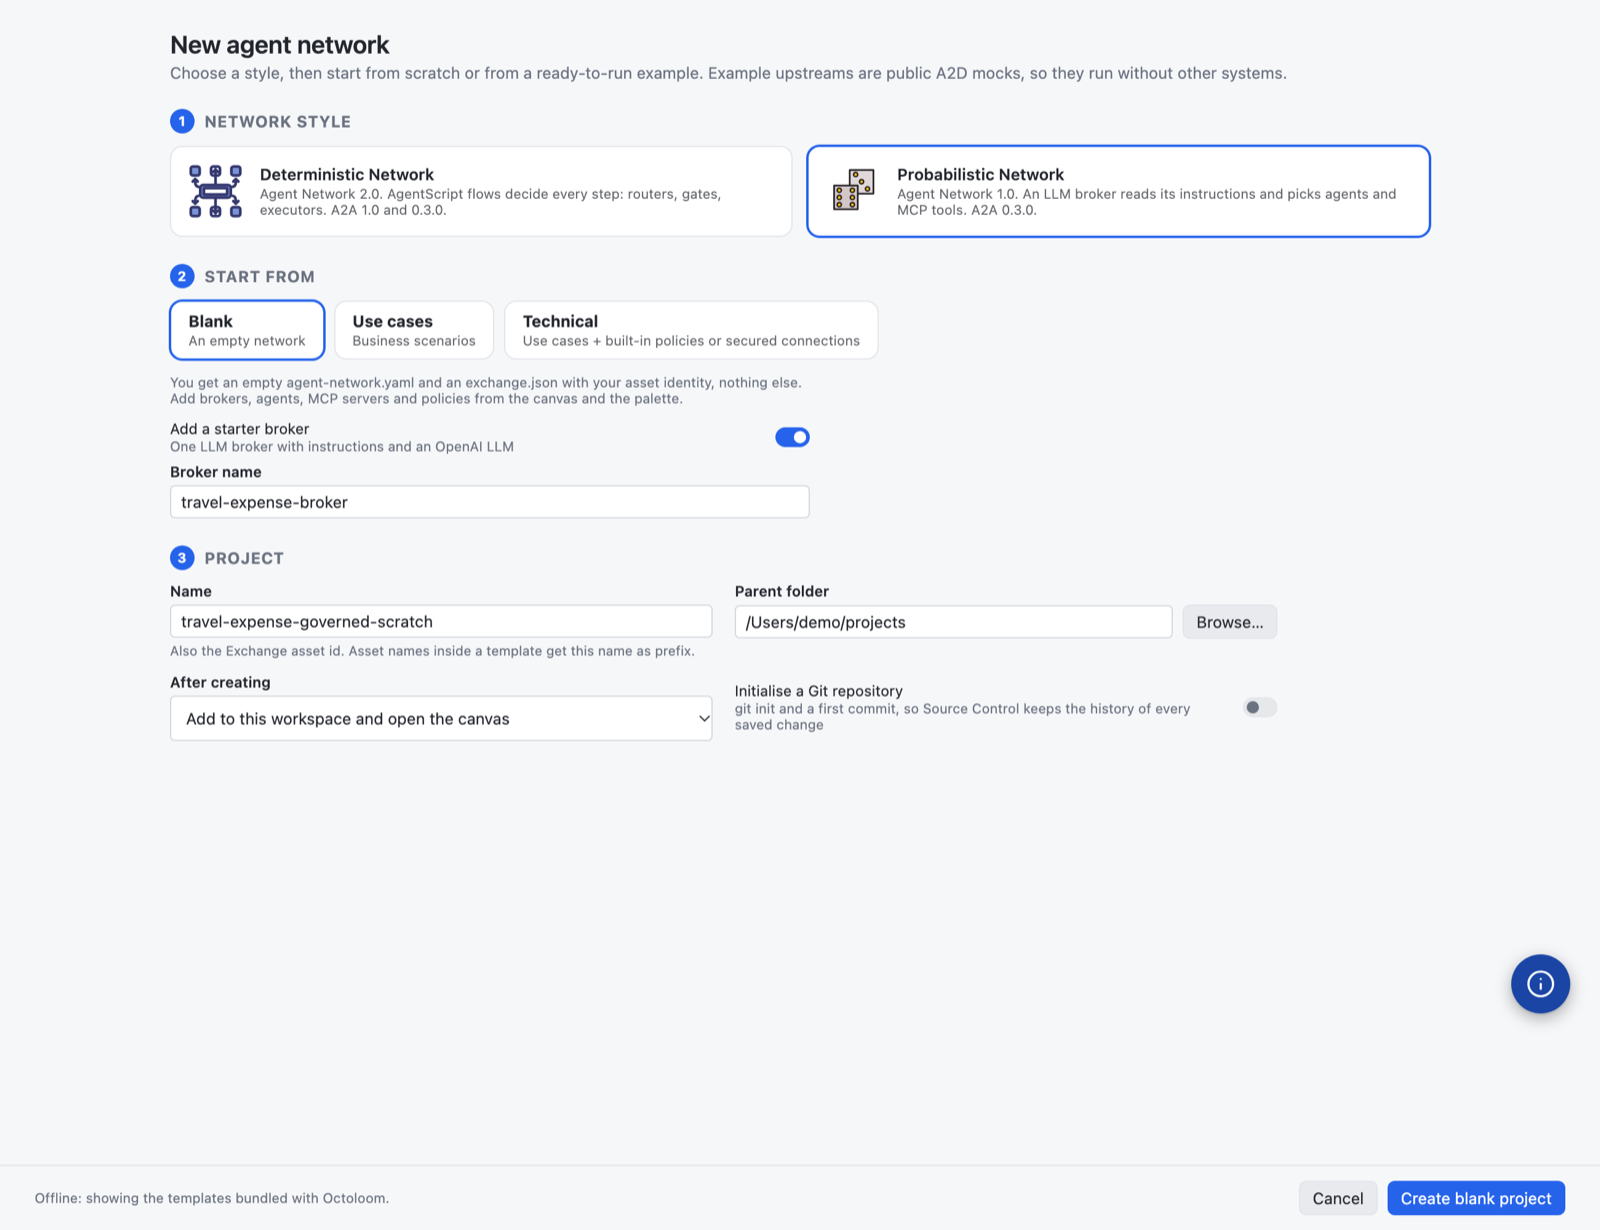 New agent network
Choose a style, then start from scratch or from a ready-to-run example. Example upstreams are public A2D mocks, so they run without other systems.
1 NETWORK STYLE
Deterministic Network
Agent Network 2.0. AgentScript flows decide every step: routers, gates,
executors. A2A 1.0 and 0.3.0.
Probabilistic Network
Agent Network 1.0. An LLM broker reads its instructions and picks agents and
MCP tools. A2A 0.3.0.
2 START FROM
Blank
An empty network
Use cases
Business scenarios
Technical
Use cases + built-in policies or secured connections
You get an empty agent-network.yaml and an exchange.json with your asset identity, nothing else.
Add brokers, agents, MCP servers and policies from the canvas and the palette.
Add a starter broker
One LLM broker with instructions and an OpenAI LLM
Broker name
travel-expense-broker
3 PROJECT
Name
travel-expense-governed-scratch
Also the Exchange asset id. Asset names inside a template get this name as prefix.
Parent folder
/Users/demo/projects
Browse...
After creating
Add to this workspace and open the canvas
Initialise a Git repository
git init and a first commit, so Source Control keeps the history of every
saved change
Offline: showing the templates bundled with Octoloom.
Cancel
Create blank project